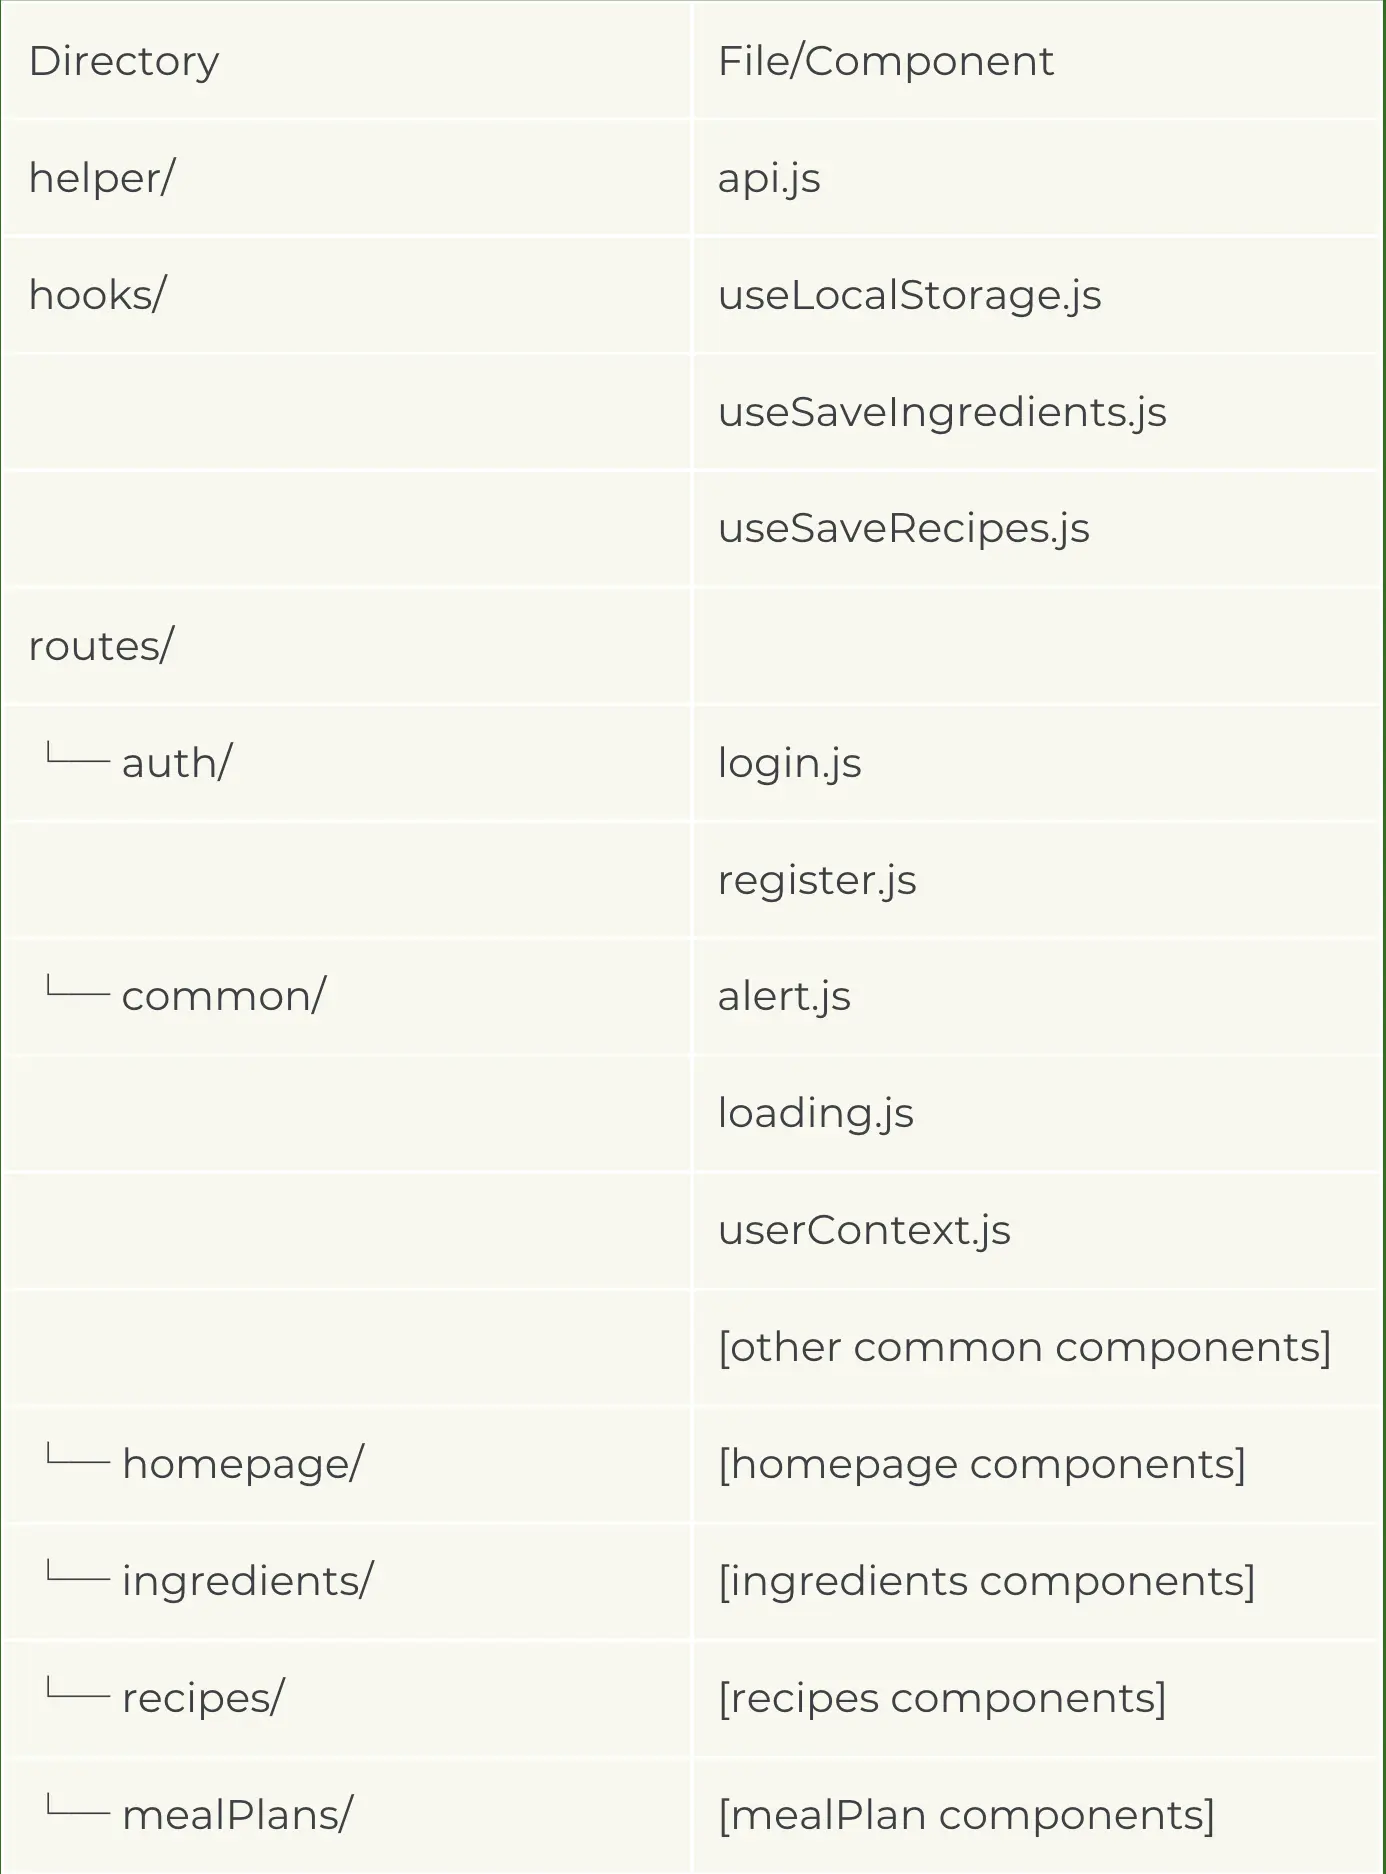 Directory File/Component
helper/ api.js
hooks/ useLocalStorage.js
useSaveIngredients.js
useSaveRecipes.js
routes/
└── auth/ login.js
register.js
└── common/ alert.js
loading.js
userContext.js
[other common components]
└── homepage/ [homepage components]
└── ingredients/ [ingredients components]
└── recipes/ [recipes components]
└── mealPlans/ [mealPlan components]